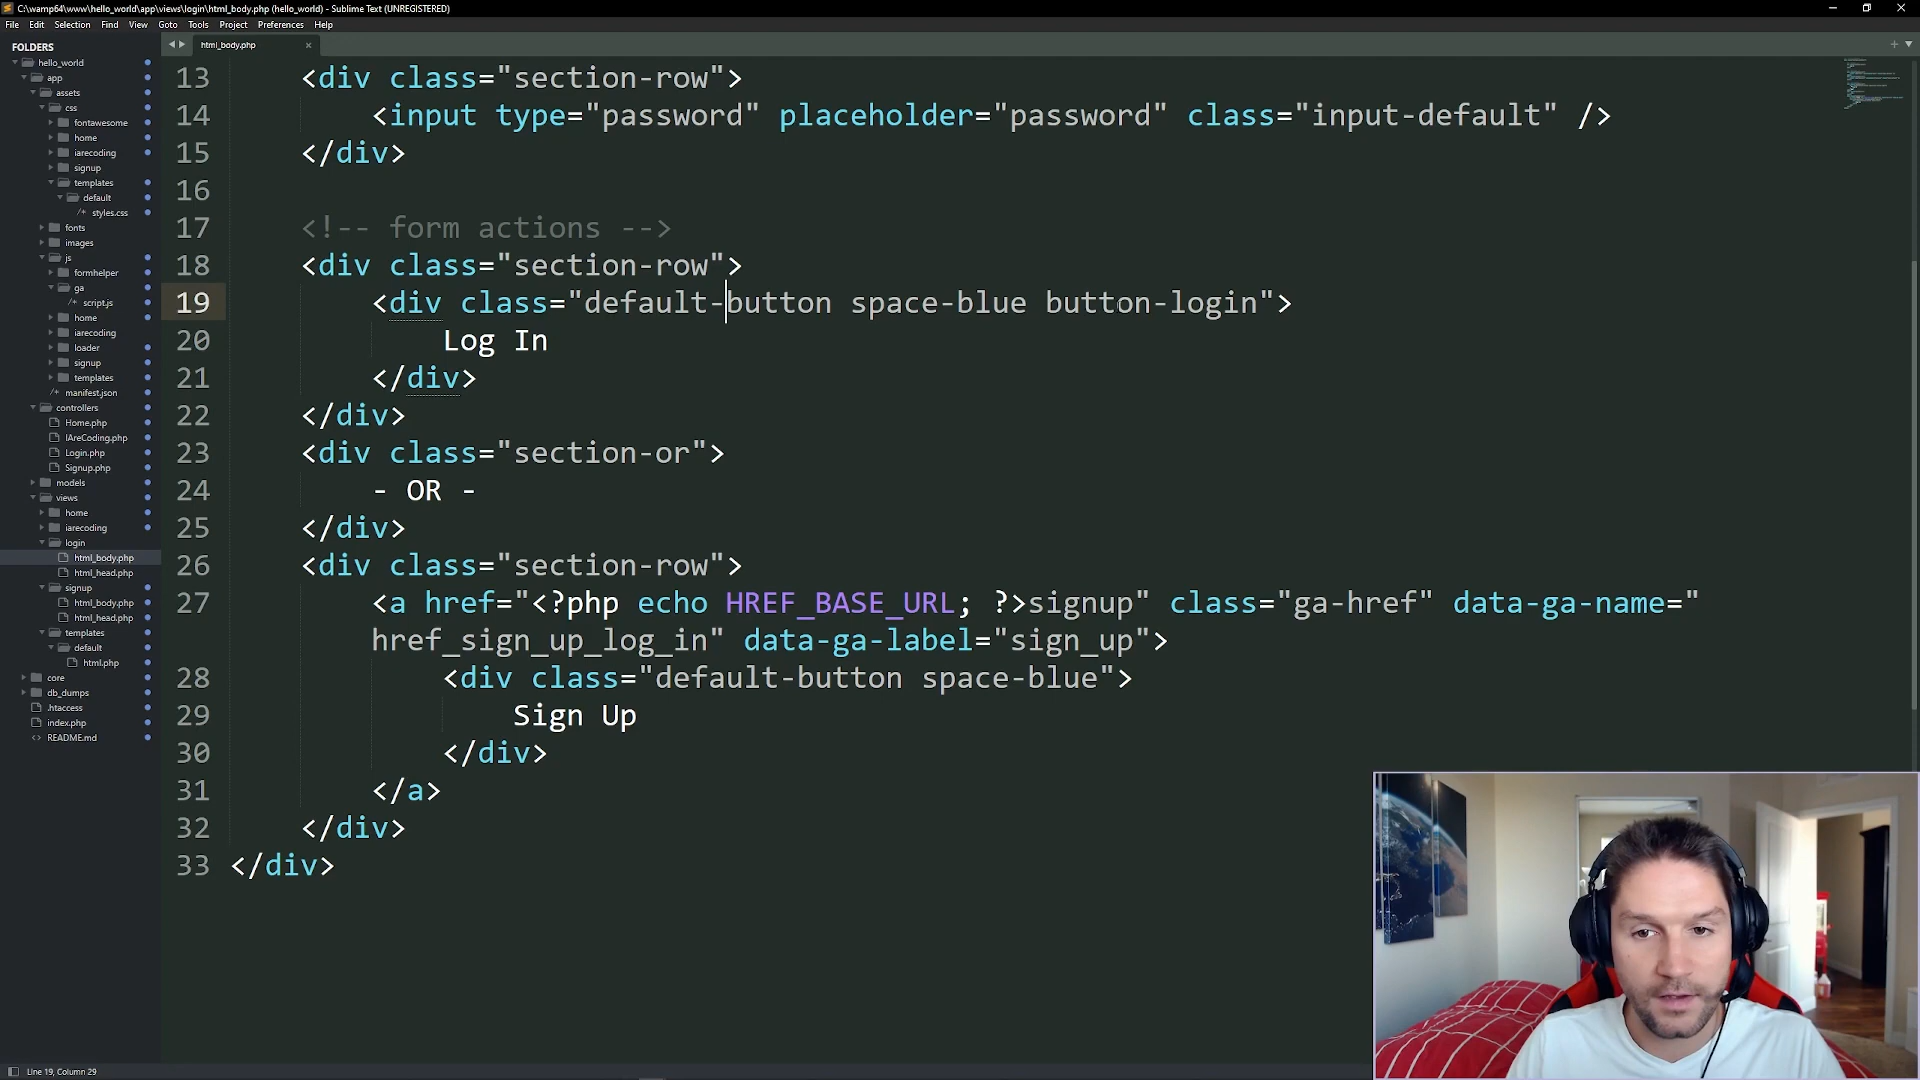 C:\wamp64\www\hello_world\app\views\login\html_body.php (hello_world) - Sublime Text (UNREGISTERED)
File Edit Selection Find View Goto Tools Project Preferences Help
FOLDERS
hello_world
app
assets
css
fontawesome
home
iarecoding
signup
templates
default
styles.css
fonts
images
js
formhelper
ga
script.js
home
iarecoding
loader
signup
templates
manifest.json
controllers
Home.php
IAreCoding.php
Login.php
Signup.php
models
views
home
iarecoding
login
html_body.php
html_head.php
signup
html_body.php
html_head.php
templates
default
html.php
core
db_dumps
.htaccess
index.php
README.md
html_body.php
13 <div class="section-row">
14 <input type="password" placeholder="password" class="input-default" />
15 </div>
16
17 <!-- form actions -->
18 <div class="section-row">
19 <div class="default-button space-blue button-login">
20 Log In
21 </div>
22 </div>
23 <div class="section-or">
24 - OR -
25 </div>
26 <div class="section-row">
27 <a href="<?php echo HREF_BASE_URL; ?>signup" class="ga-href" data-ga-name="
href_sign_up_log_in" data-ga-label="sign_up">
28 <div class="default-button space-blue">
29 Sign Up
30 </div>
31 </a>
32 </div>
33 </div>
Line 19, Column 29